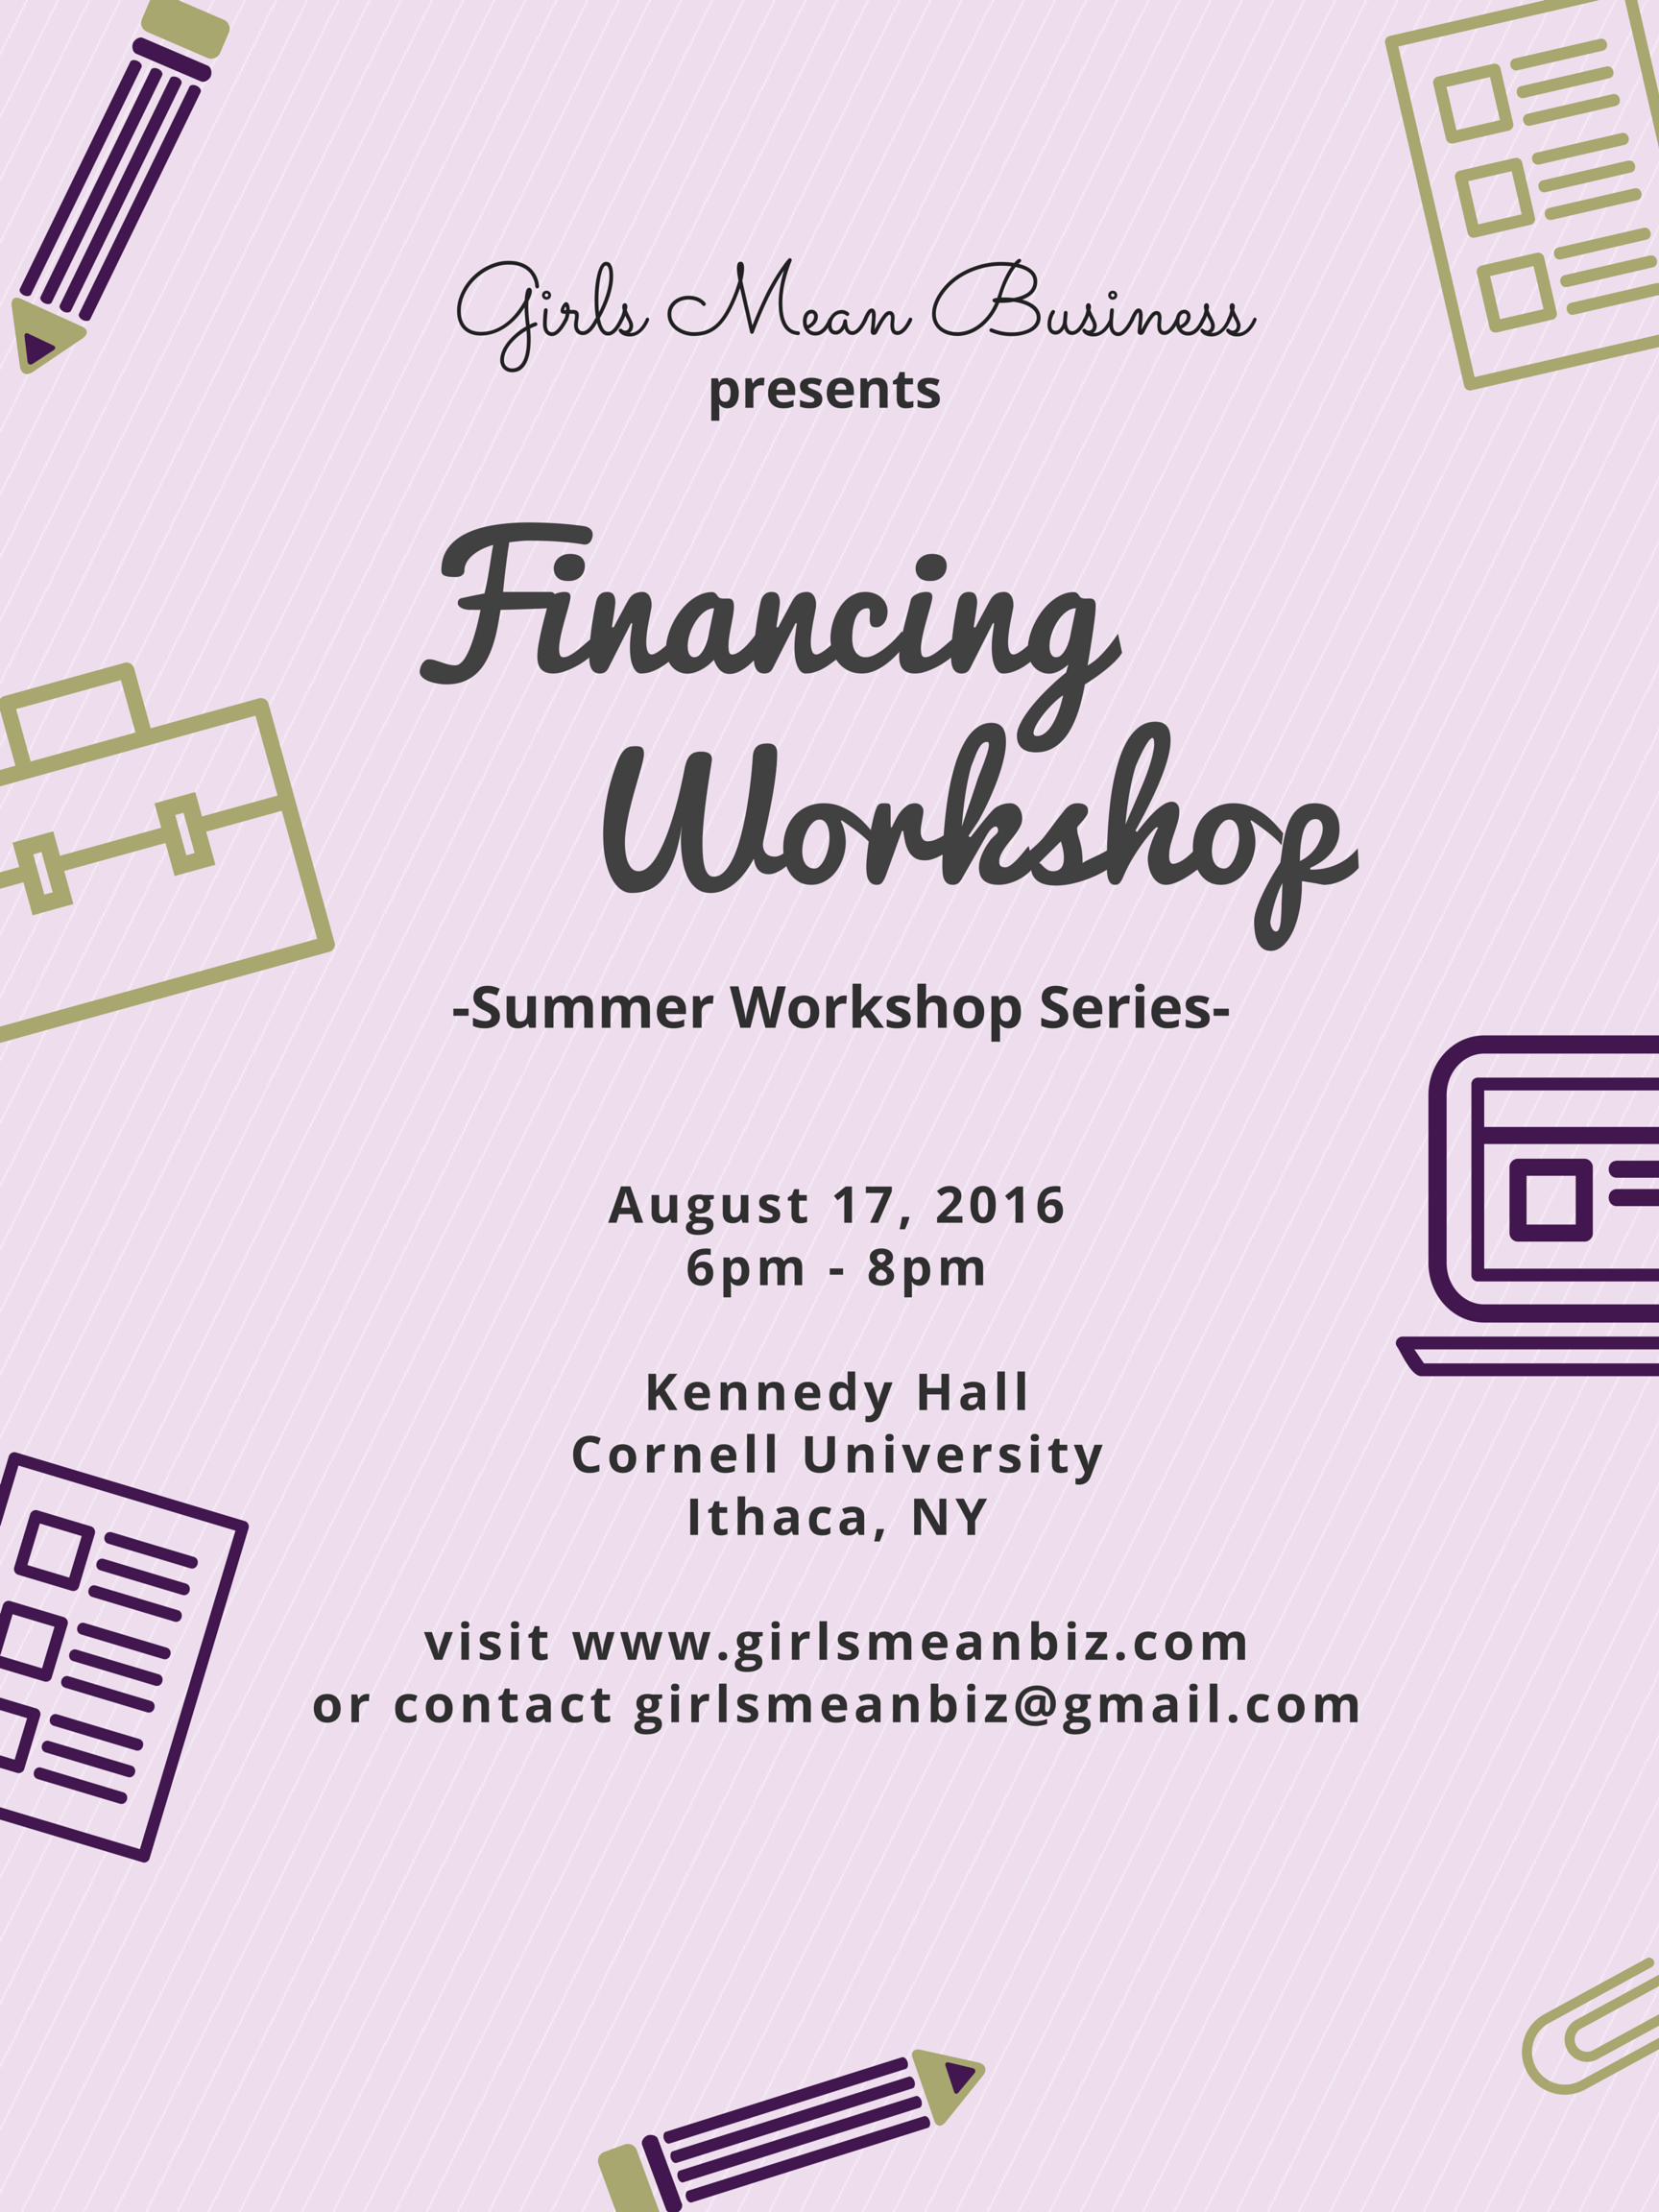 Girls Mean Business
presents
Financing
Workshop
-Summer Workshop Series-
August 17, 2016
6pm - 8pm
Kennedy Hall
Cornell University
Ithaca, NY
visit www.girlsmeanbiz.com
or contact girlsmeanbiz@gmail.com